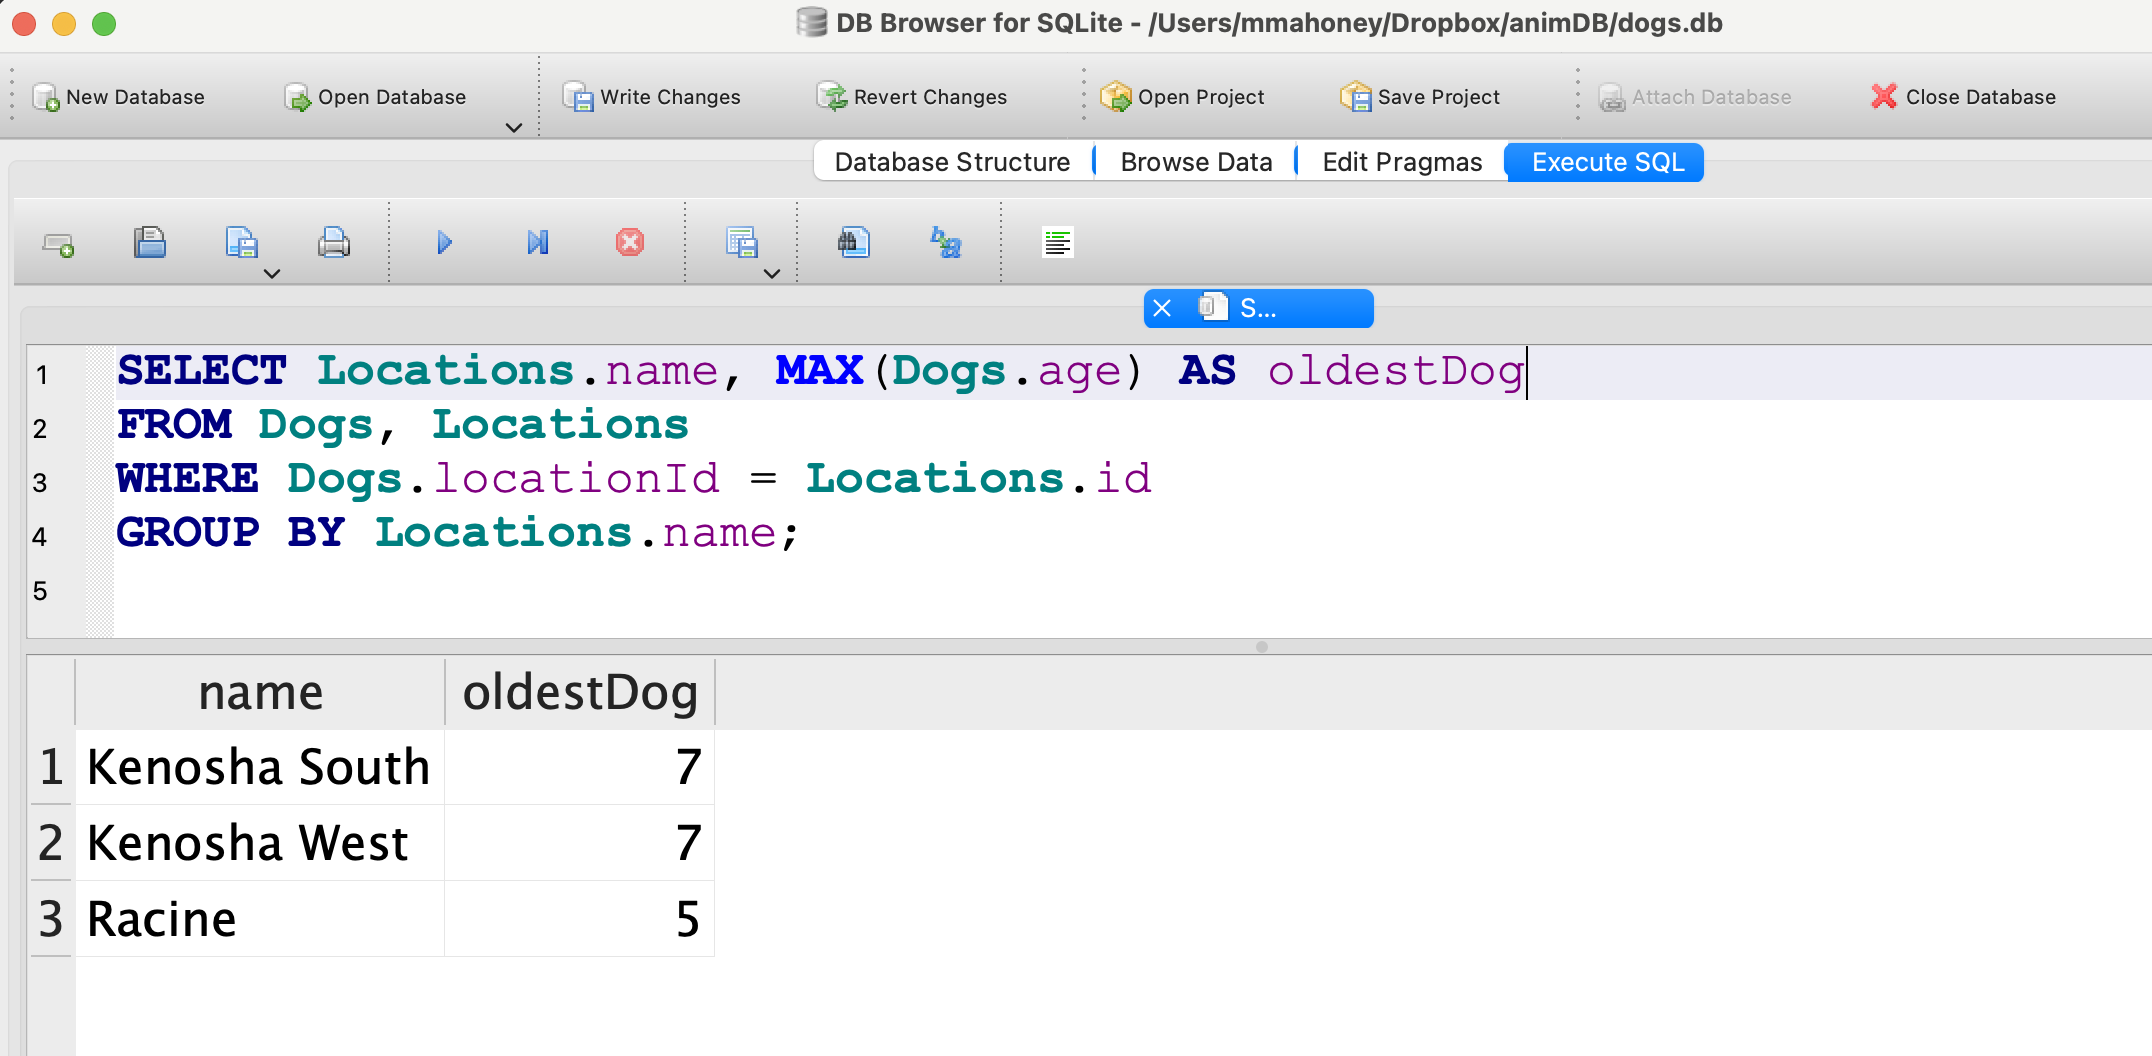 DB Browser for SQLite - /Users/mmahoney/Dropbox/animDB/dogs.db
New Database Open Database Write Changes Revert Changes Open Project Save Project Attach Database Close Database
Database Structure Browse Data Edit Pragmas Execute SQL
S...
1 SELECT Locations.name, MAX(Dogs.age) AS oldestDog
2 FROM Dogs, Locations
3 WHERE Dogs.locationId = Locations.id
4 GROUP BY Locations.name;
5
name oldestDog
1 Kenosha South 7
2 Kenosha West 7
3 Racine 5